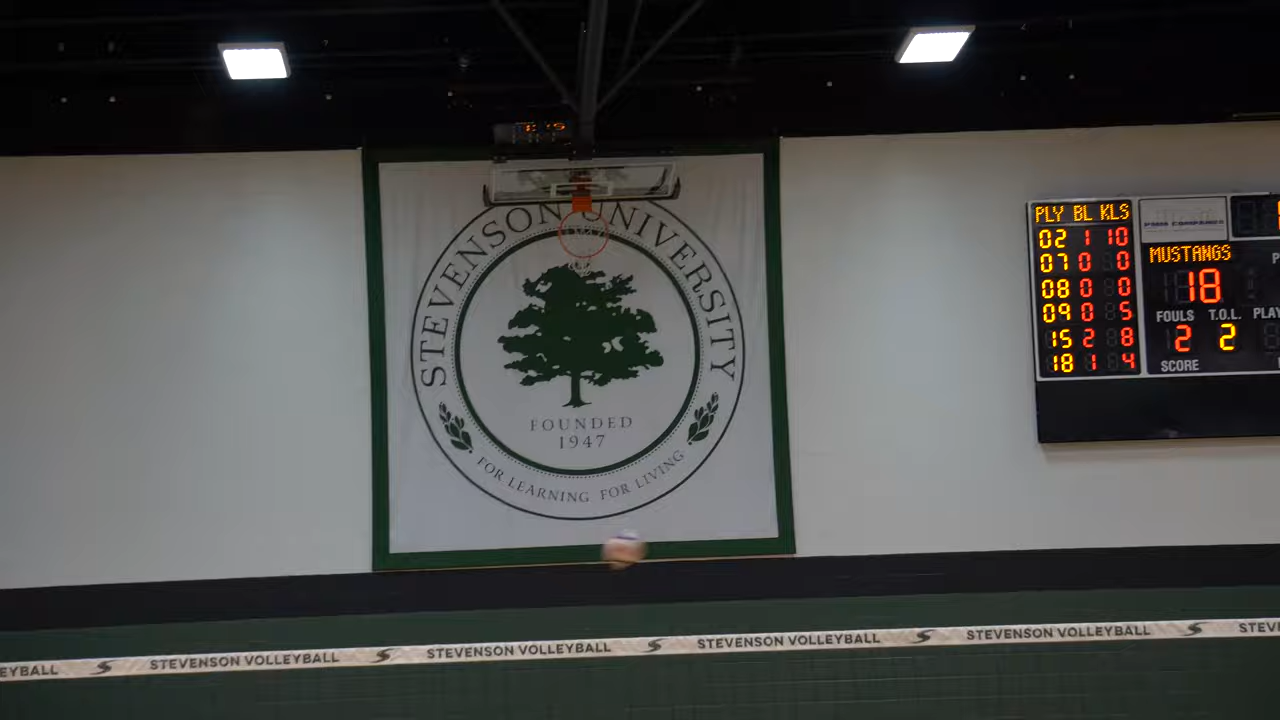 STEVENSON UNIVERSITY
FOUNDED
1947
FOR LEARNING FOR LIVING
PLY BL KLS
02 1 10
07 0 0
08 0 0
09 0 5
15 2 8
18 1 4
MUSTANGS
18
FOULS T.O.L. PLAY
2 2
SCORE
EYBALL STEVENSON VOLLEYBALL STEVENSON VOLLEYBALL STEVENSON VOLLEYBALL STEVENSON VOLLEYBALL STEV